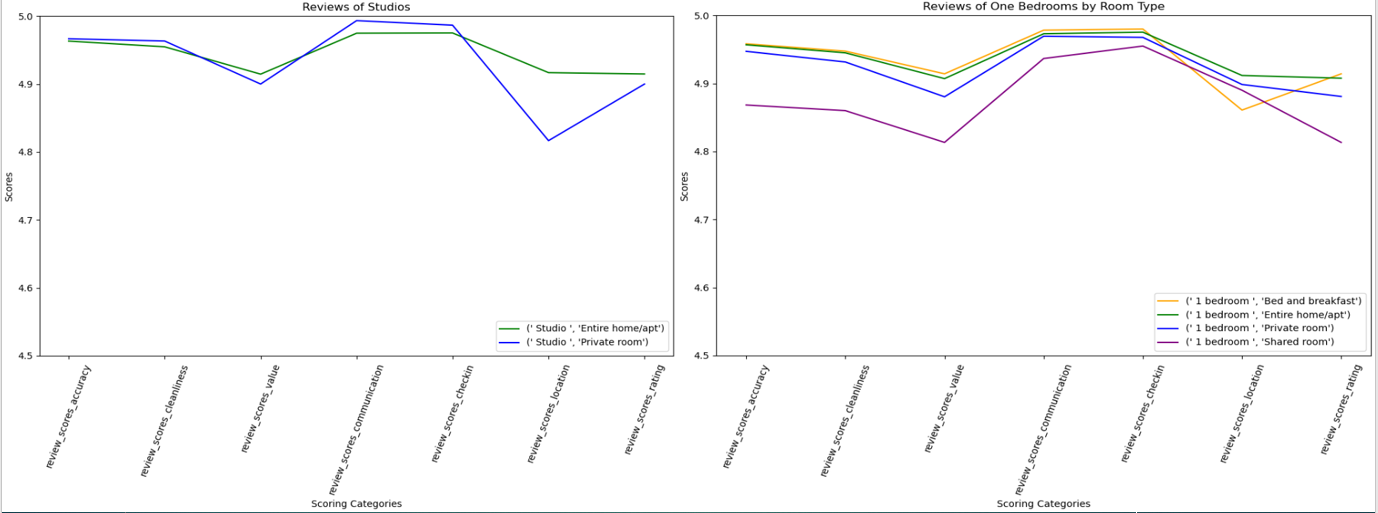 Reviews of Studios
5.0
4.9
4.8
4.7
4.6
4.5
Scores
(' Studio ', 'Entire home/apt')
(' Studio ', 'Private room')
review_scores_accuracy
review_scores_cleanliness
review_scores_value
review_scores_communication
review_scores_checkin
review_scores_location
review_scores_rating
Scoring Categories
Reviews of One Bedrooms by Room Type
5.0
4.9
4.8
4.7
4.6
4.5
Scores
(' 1 bedroom ', 'Bed and breakfast')
(' 1 bedroom ', 'Entire home/apt')
(' 1 bedroom ', 'Private room')
(' 1 bedroom ', 'Shared room')
review_scores_accuracy
review_scores_cleanliness
review_scores_value
review_scores_communication
review_scores_checkin
review_scores_location
review_scores_rating
Scoring Categories